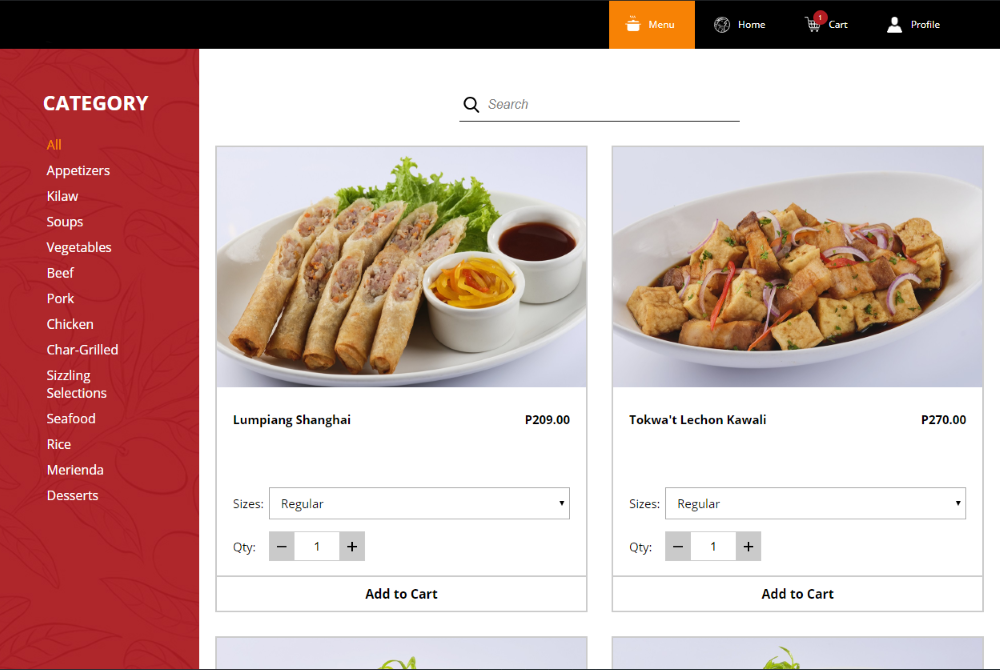 Menu
Home
1
Cart
Profile
CATEGORY
All
Appetizers
Kilaw
Soups
Vegetables
Beef
Pork
Chicken
Char-Grilled
Sizzling
Selections
Seafood
Rice
Merienda
Desserts
Search
Lumpiang Shanghai P209.00
Sizes: Regular
Qty: − 1 +
Add to Cart
Tokwa't Lechon Kawali P270.00
Sizes: Regular
Qty: − 1 +
Add to Cart